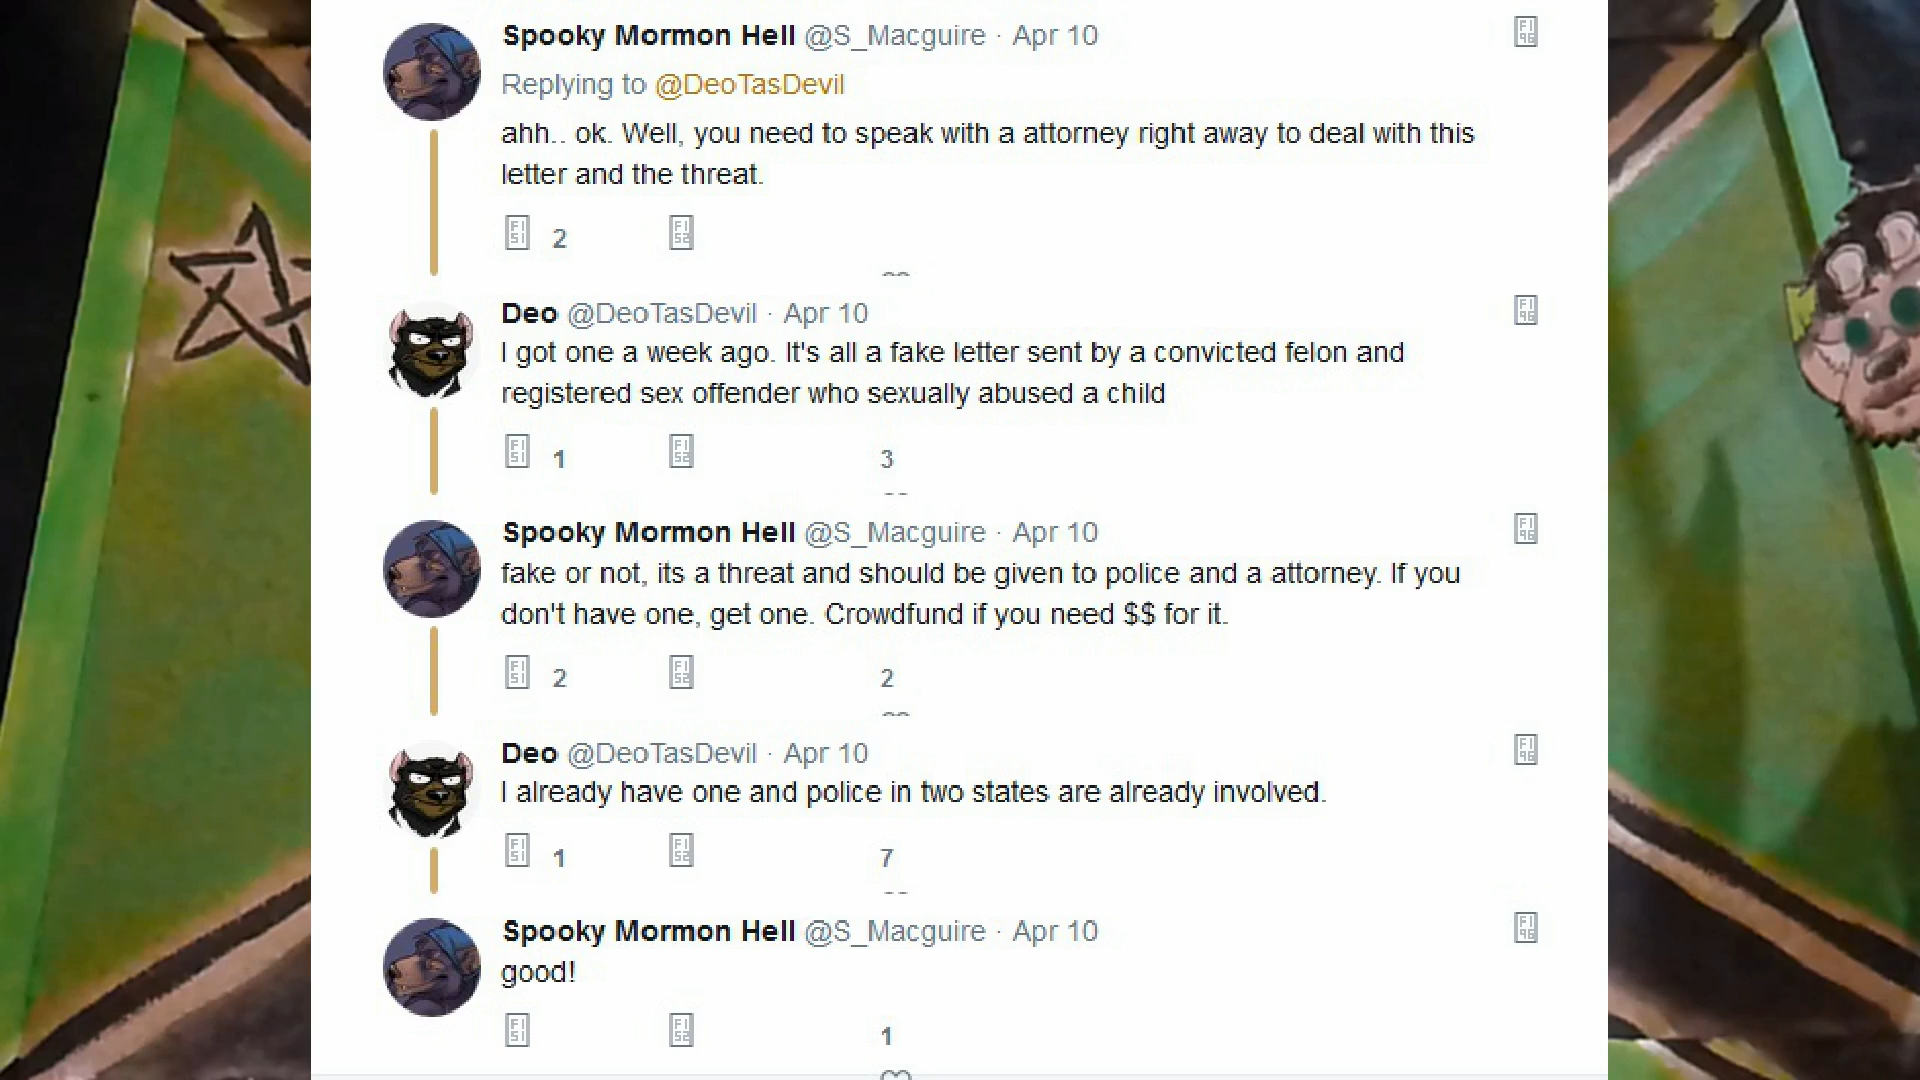 Spooky Mormon Hell @S_Macguire · Apr 10
Replying to @DeoTasDevil
ahh.. ok. Well, you need to speak with a attorney right away to deal with this
letter and the threat.
2
Deo @DeoTasDevil · Apr 10
I got one a week ago. It's all a fake letter sent by a convicted felon and
registered sex offender who sexually abused a child
1 3
Spooky Mormon Hell @S_Macguire · Apr 10
fake or not, its a threat and should be given to police and a attorney. If you
don't have one, get one. Crowdfund if you need $$ for it.
2 2
Deo @DeoTasDevil · Apr 10
I already have one and police in two states are already involved.
1 7
Spooky Mormon Hell @S_Macguire · Apr 10
good!
1